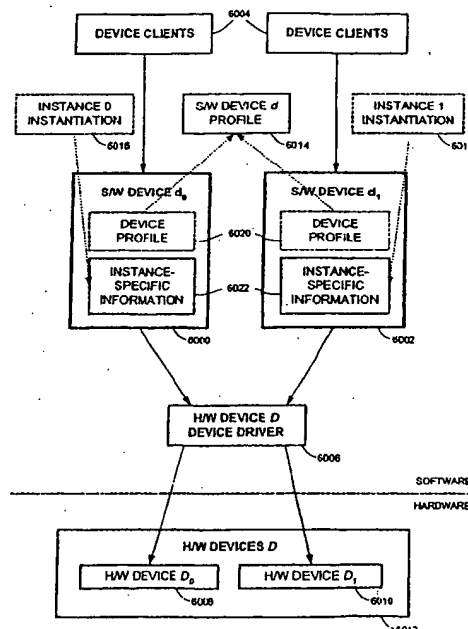 6004
DEVICE CLIENTS
DEVICE CLIENTS
INSTANCE 0
INSTANTIATION
6016
S/W DEVICE d
PROFILE
6014
INSTANCE 1
INSTANTIATION
S/W DEVICE d₀
DEVICE
PROFILE
INSTANCE-
SPECIFIC
INFORMATION
6000
6020
6022
S/W DEVICE d₁
DEVICE
PROFILE
INSTANCE-
SPECIFIC
INFORMATION
6002
H/W DEVICE D
DEVICE DRIVER
6006
SOFTWARE
HARDWARE
H/W DEVICES D
H/W DEVICE D₀
6008
H/W DEVICE D₁
6010